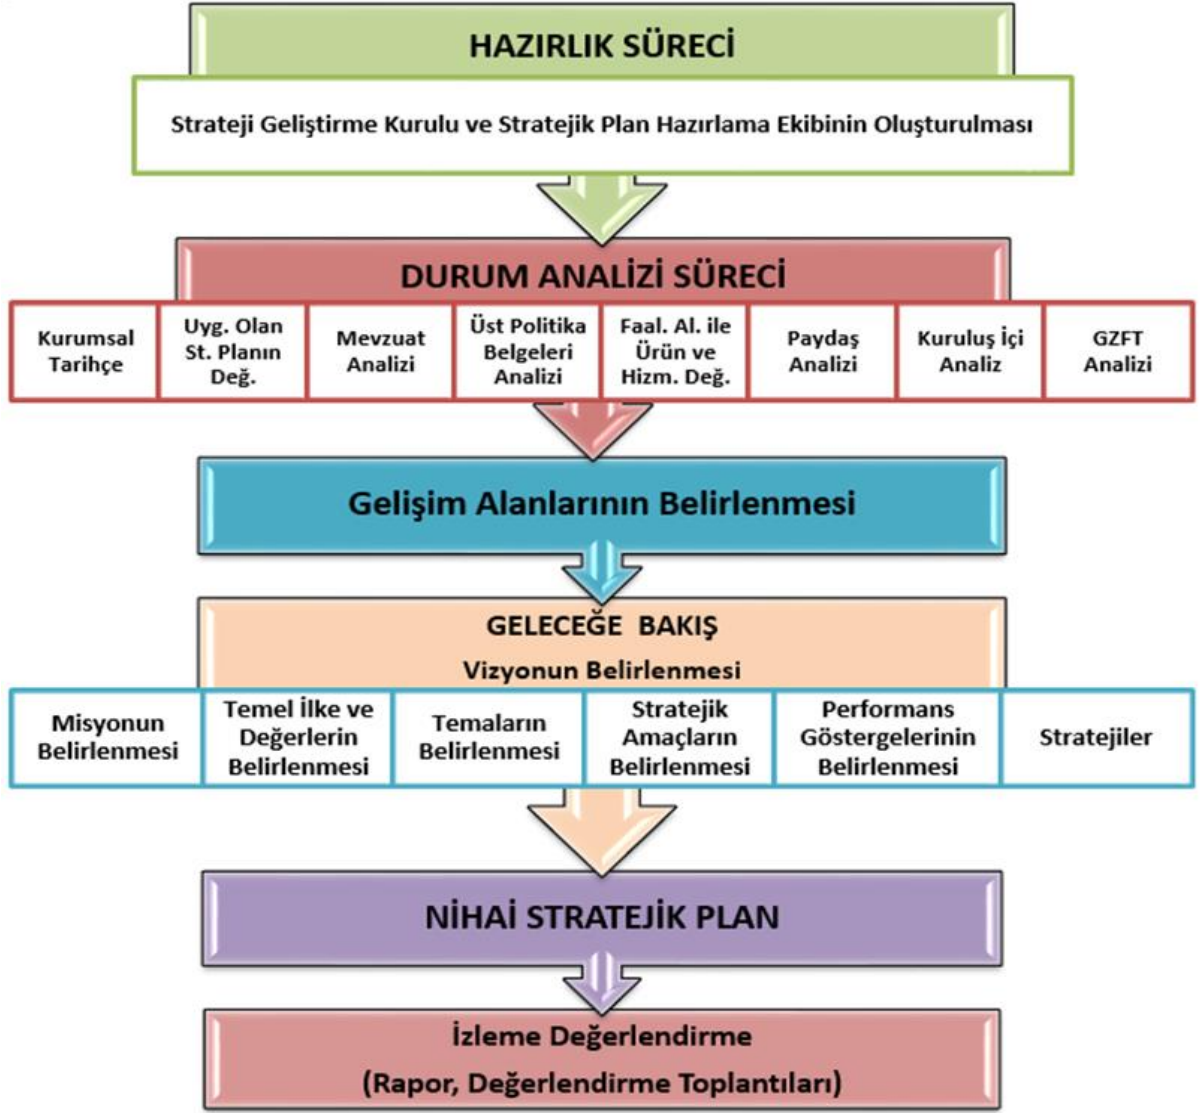 HAZIRLIK SÜRECİ
Strateji Geliştirme Kurulu ve Stratejik Plan Hazırlama Ekibinin Oluşturulması
DURUM ANALİZİ SÜRECİ
Kurumsal
Tarihçe
Uyg. Olan
St. Planın
Değ.
Mevzuat
Analizi
Üst Politika
Belgeleri
Analizi
Faal. Al. ile
Ürün ve
Hizm. Değ.
Paydaş
Analizi
Kuruluş İçi
Analiz
GZFT
Analizi
Gelişim Alanlarının Belirlenmesi
GELECEĞE BAKIŞ
Vizyonun Belirlenmesi
Misyonun
Belirlenmesi
Temel İlke ve
Değerlerin
Belirlenmesi
Temaların
Belirlenmesi
Stratejik
Amaçların
Belirlenmesi
Performans
Göstergelerinin
Belirlenmesi
Stratejiler
NİHAİ STRATEJİK PLAN
İzleme Değerlendirme
(Rapor, Değerlendirme Toplantıları)